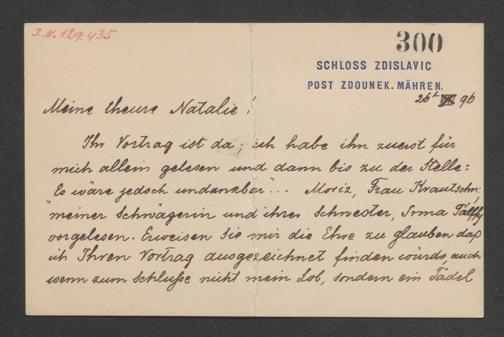 I.N. 129.435
300
SCHLOSS ZDISLAVIC
POST ZDOUNEK. MÄHREN.
26t VII 96
Meine theure Natalie!
Ihr Vortrag ist da; ich habe ihn zuerst für
mich allein gelesen und dann bis zu der Stelle:
"Es wäre jedoch undankbar"... Moriz, Frau Krautschn:
meiner Schwägerin und ihrer Schwester, Irma Pálffy
vorgelesen. Erweisen Sie mir die Ehre zu glauben daß
ich Ihren Vortrag ausgezeichnet finden würde, auch
wenn zum Schluße nicht mein Lob, sondern ein Tadel